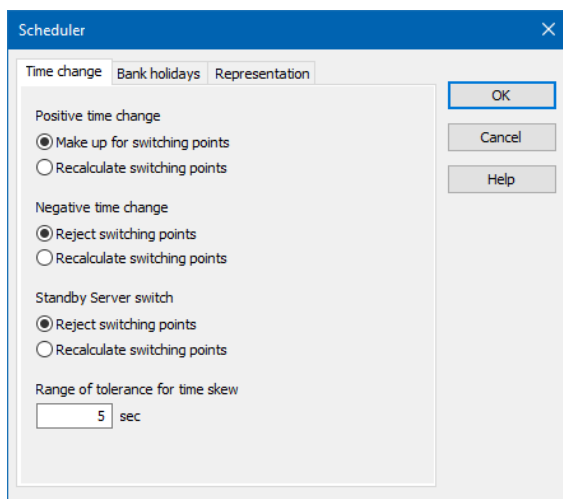 Scheduler
Time change Bank holidays Representation
Positive time change
Make up for switching points
Recalculate switching points
Negative time change
Reject switching points
Recalculate switching points
Standby Server switch
Reject switching points
Recalculate switching points
Range of tolerance for time skew
5 sec
OK
Cancel
Help